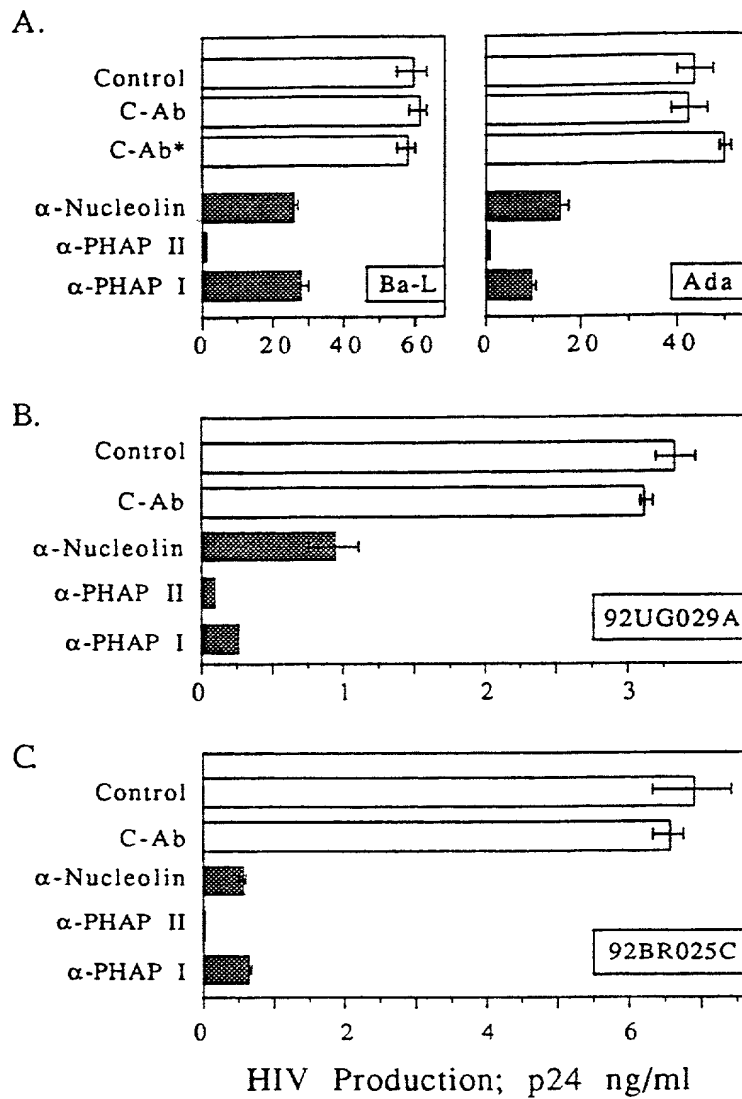 A.
Control
C-Ab
C-Ab*
α-Nucleolin
α-PHAP II
α-PHAP I
Ba-L
Ada
0 20 40 60
0 20 40
B.
Control
C-Ab
α-Nucleolin
α-PHAP II
α-PHAP I
92UG029A
0 1 2 3
C.
Control
C-Ab
α-Nucleolin
α-PHAP II
α-PHAP I
92BR025C
0 2 4 6
HIV Production; p24 ng/ml